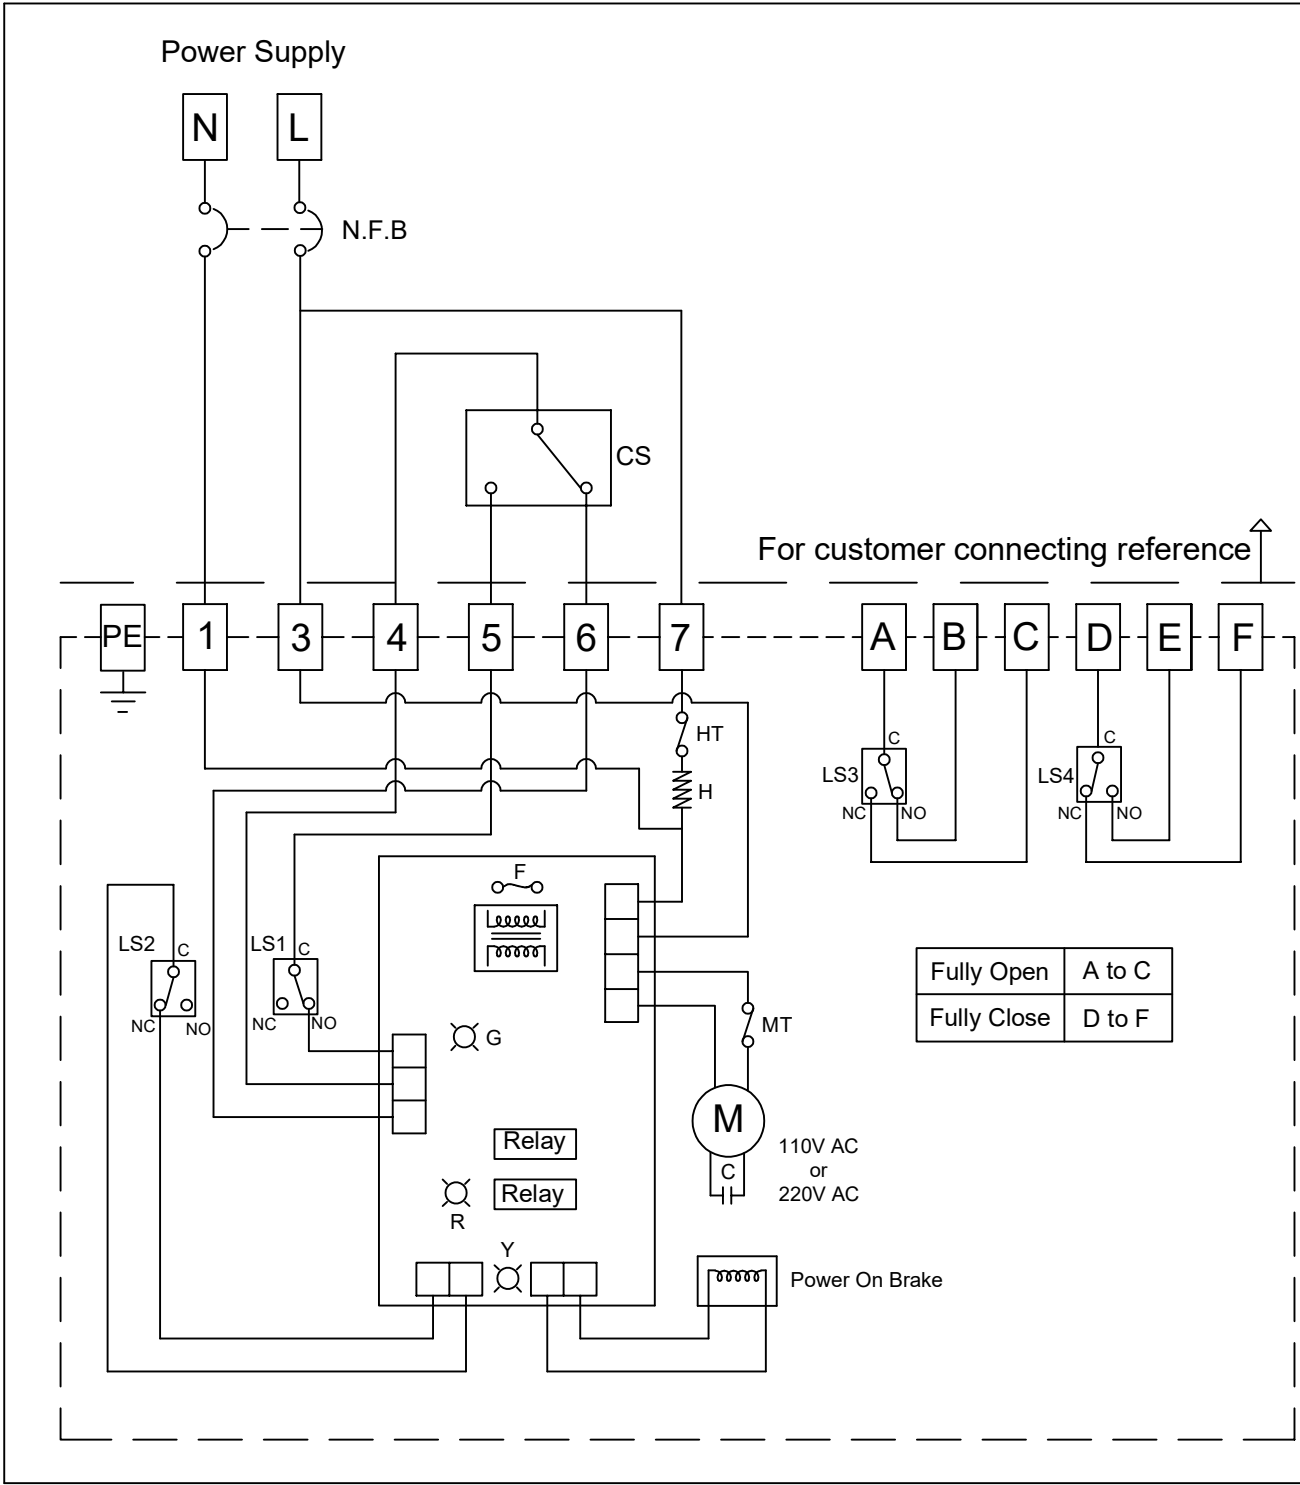 Power Supply
N L
N.F.B
CS
For customer connecting reference
PE 1 3 4 5 6 7 A B C D E F
HT
H
C
LS3
NC NO
C
LS4
NC NO
F
LS2 C
NC NO
LS1 C
NC NO
G
MT
M
C
110V AC
or
220V AC
Fully Open A to C
Fully Close D to F
Relay
Relay
R
Y
Power On Brake